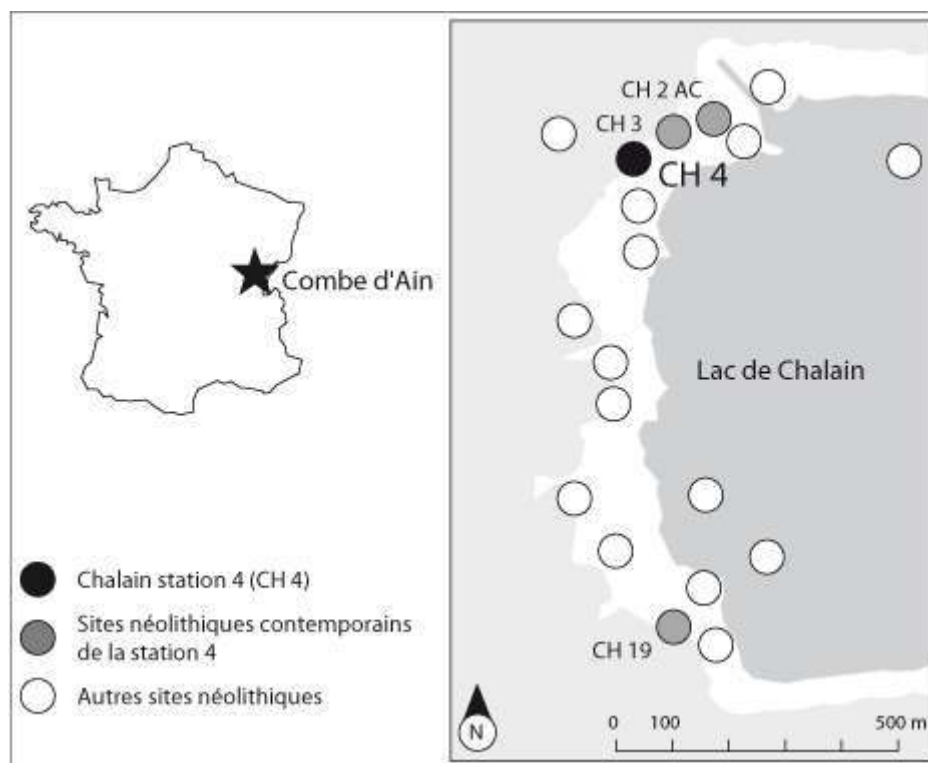 Combe d'Ain
Chalain station 4 (CH 4)
Sites néolithiques contemporains
de la station 4
Autres sites néolithiques
CH 2 AC
CH 3
CH 4
Lac de Chalain
CH 19
N
0 100 500 m